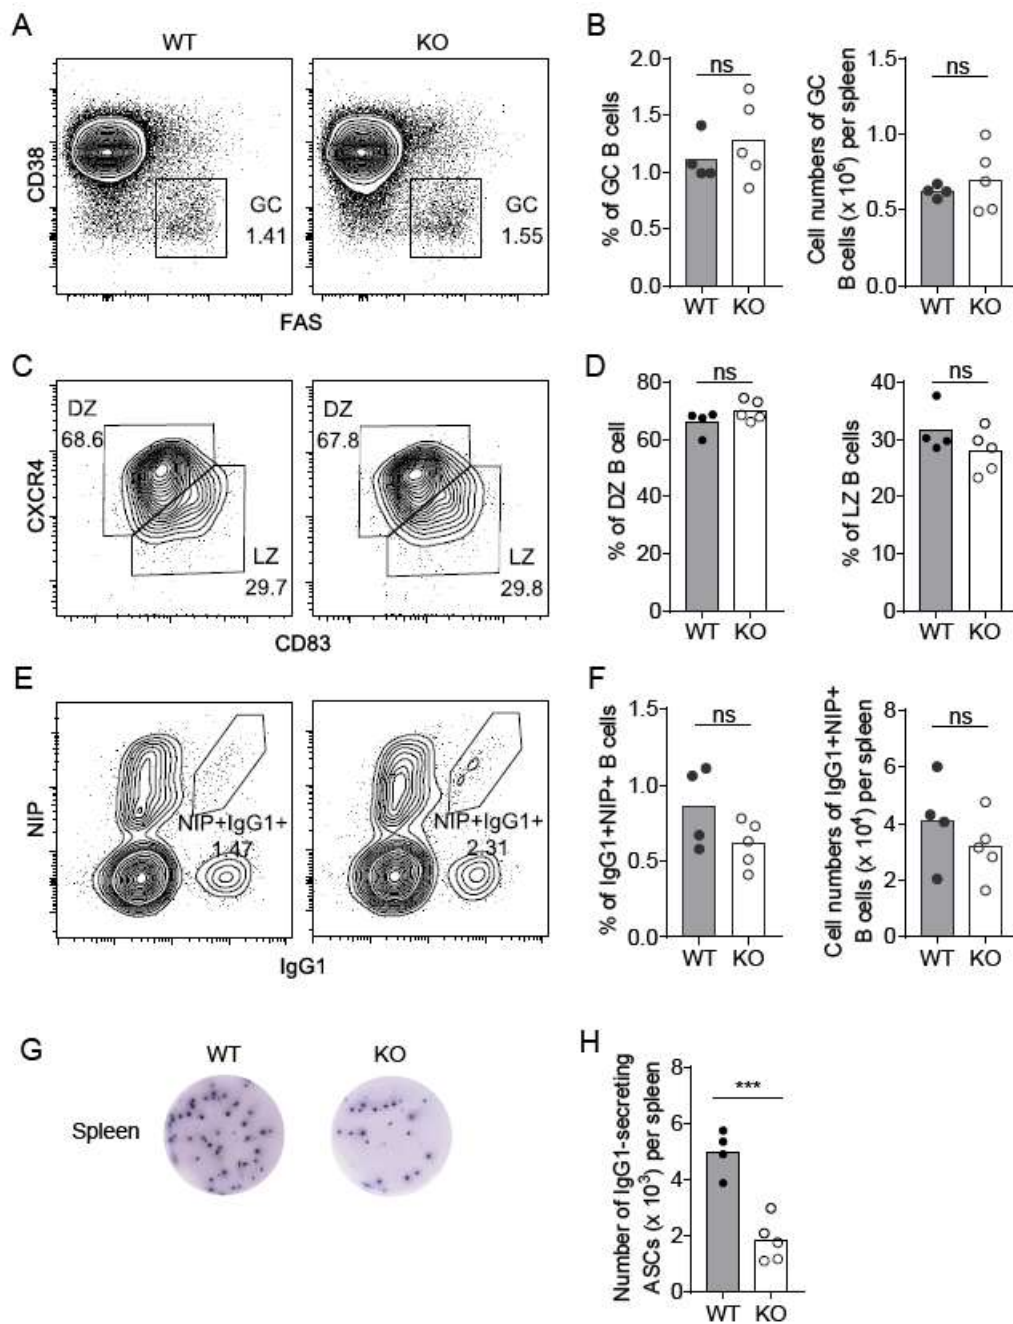 A
WT
KO
CD38
GC
1.41
GC
1.55
FAS
B
% of GC B cells
2.0
1.5
1.0
0.5
0.0
ns
WT KO
Cell numbers of GC
B cells (x 10⁶) per spleen
1.5
1.0
0.5
0.0
ns
WT KO
C
CXCR4
DZ
68.6
LZ
29.7
DZ
67.8
LZ
29.8
CD83
D
% of DZ B cell
80
60
40
20
0
ns
WT KO
% of LZ B cells
40
30
20
10
0
ns
WT KO
E
NIP
NIP+IgG1+
1.47
NIP+IgG1+
2.31
IgG1
F
% of IgG1+NIP+ B cells
1.5
1.0
0.5
0.0
ns
WT KO
Cell numbers of IgG1+NIP+
B cells (x 10⁴) per spleen
8
6
4
2
0
ns
WT KO
G
WT
KO
Spleen
H
Number of IgG1-secreting
ASCs (x 10³) per spleen
8
6
4
2
0
***
WT KO